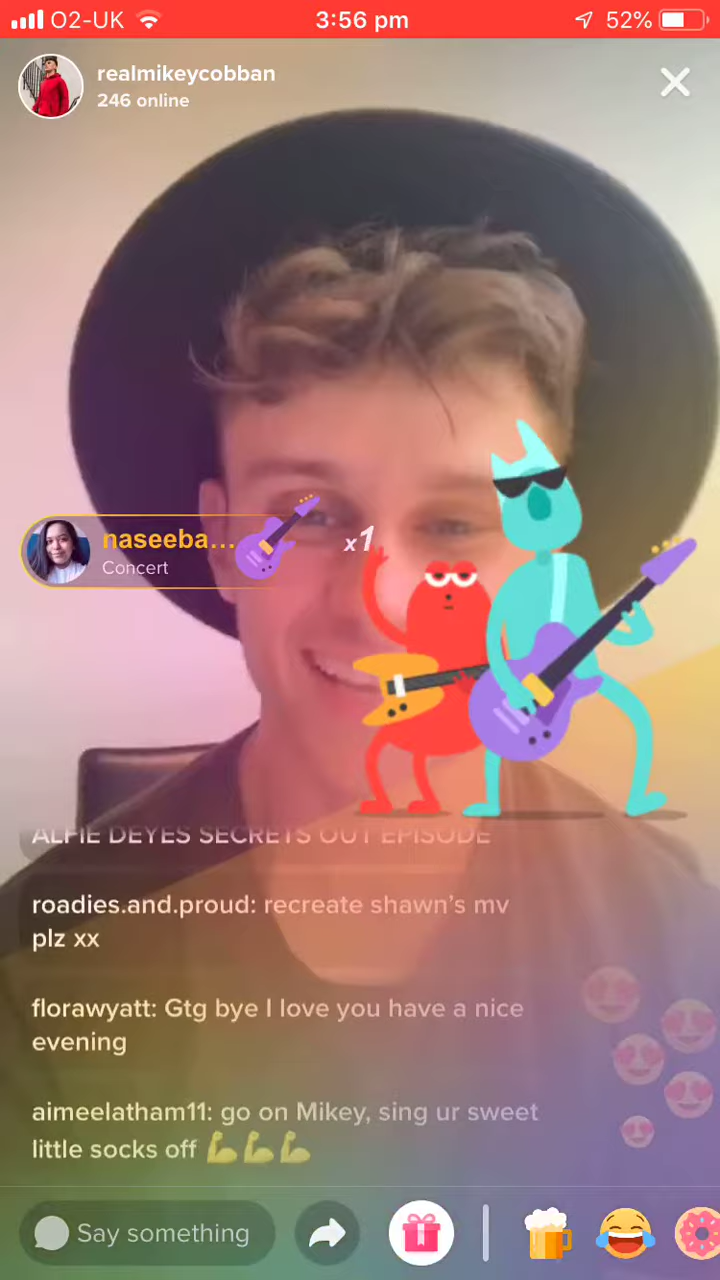 O2-UK
3:56 pm
52%
realmikeycobban
246 online
naseeba...
Concert
x1
ALFIE DEYES SECRETS OUT EPISODE
roadies.and.proud: recreate shawn's mv
plz xx
florawyatt: Gtg bye I love you have a nice
evening
aimeelatham11: go on Mikey, sing ur sweet
little socks off 💪💪💪
Say something